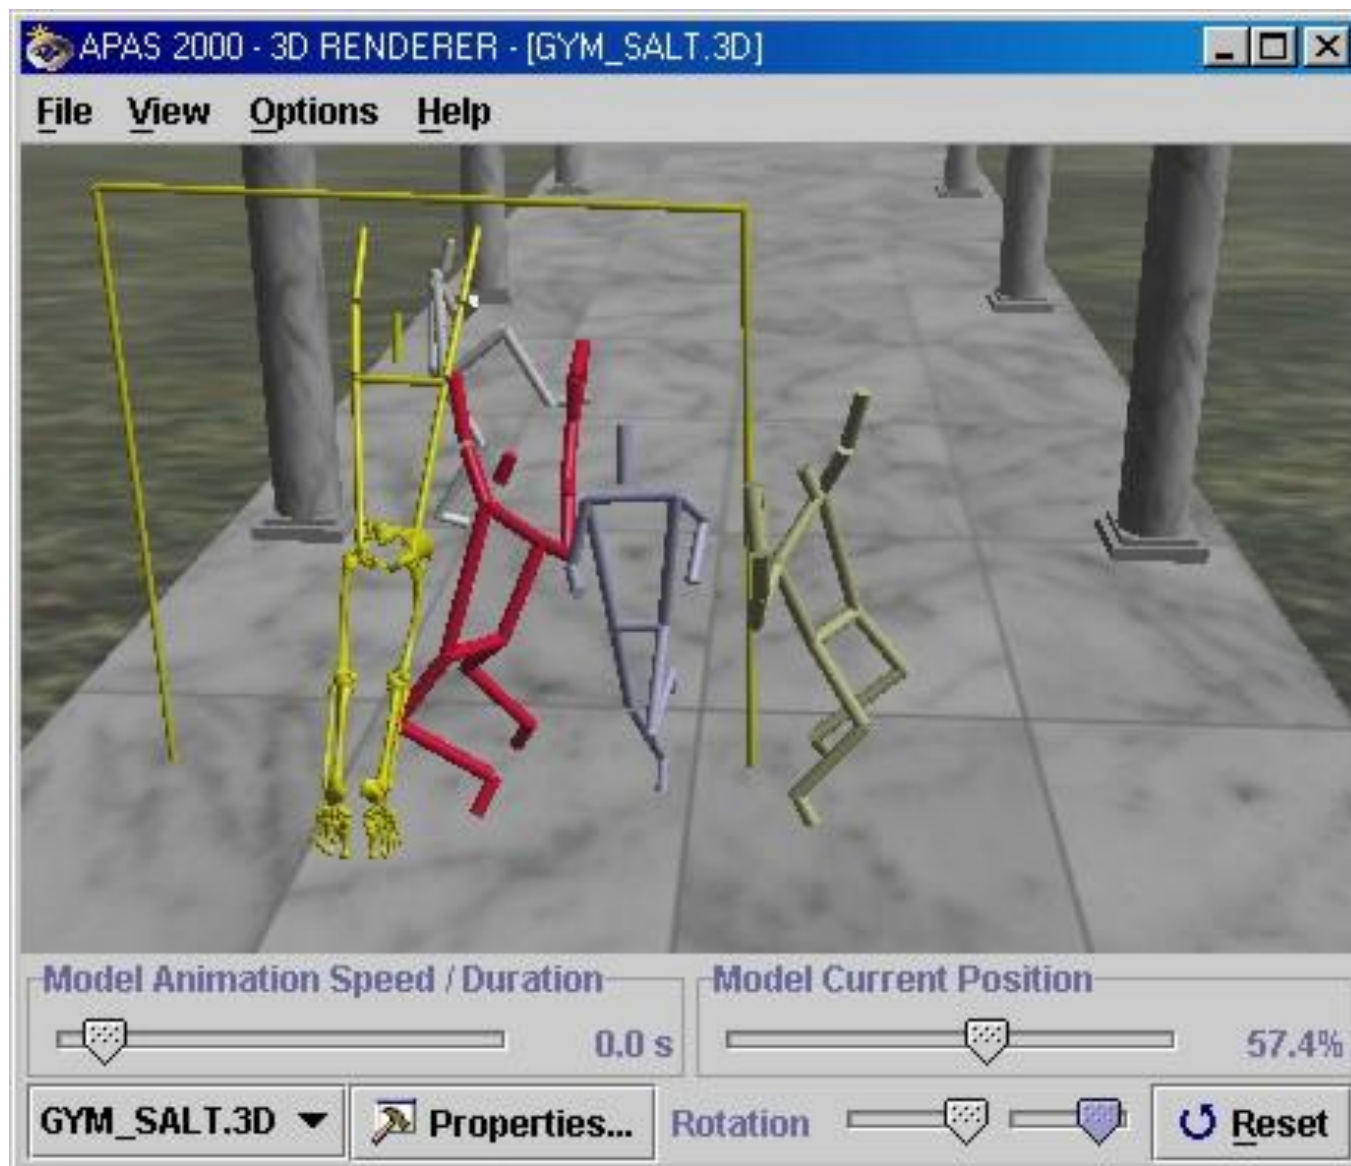 APAS 2000 - 3D RENDERER - [GYM_SALT.3D]
File View Options Help
Model Animation Speed / Duration Model Current Position
0.0 s 57.4%
GYM_SALT.3D Properties... Rotation Reset